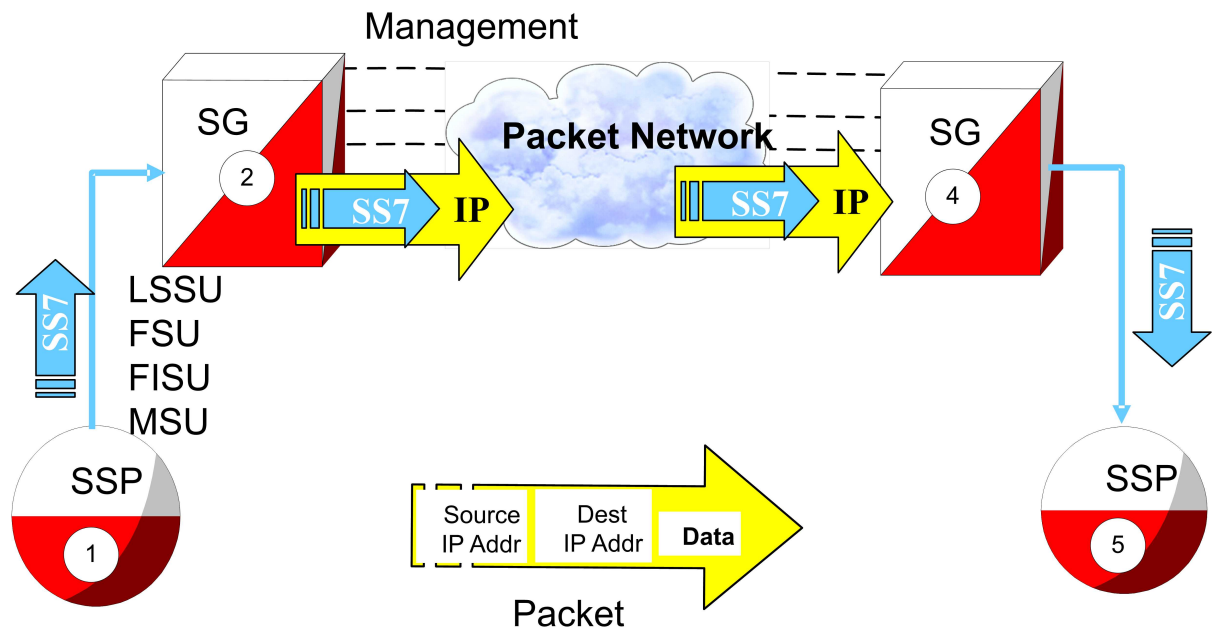 Management
SG
2
Packet Network
SG
4
SS7
IP
SS7
IP
SS7
LSSU
FSU
FISU
MSU
SS7
SSP
1
SSP
5
Source
IP Addr
Dest
IP Addr
Data
Packet